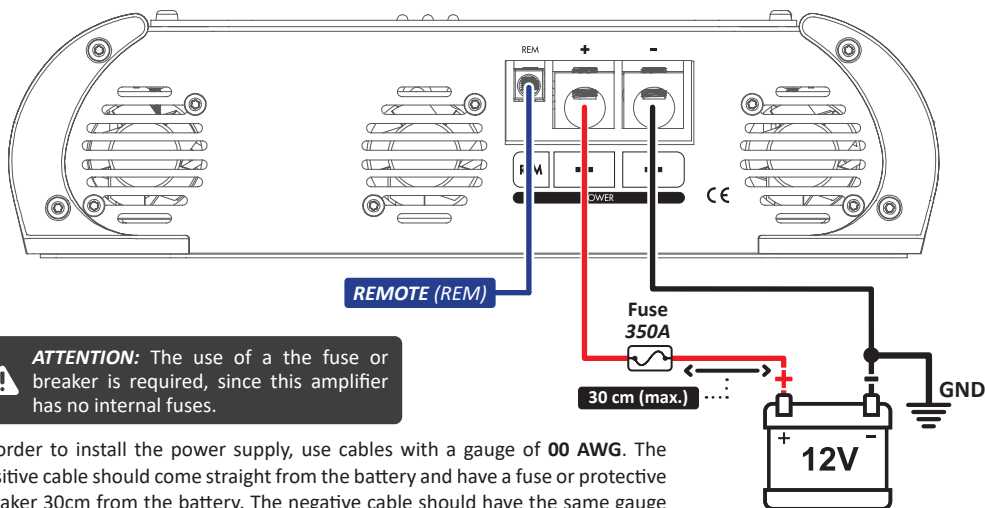 REM + -
REM + -
POWER
CE
REMOTE (REM)
Fuse
350A
30 cm (max.)
+ -
GND
+ -
12V
ATTENTION: The use of a the fuse or
breaker is required, since this amplifier
has no internal fuses.
order to install the power supply, use cables with a gauge of 00 AWG. The
sitive cable should come straight from the battery and have a fuse or protective
eaker 30cm from the battery. The negative cable should have the same gauge